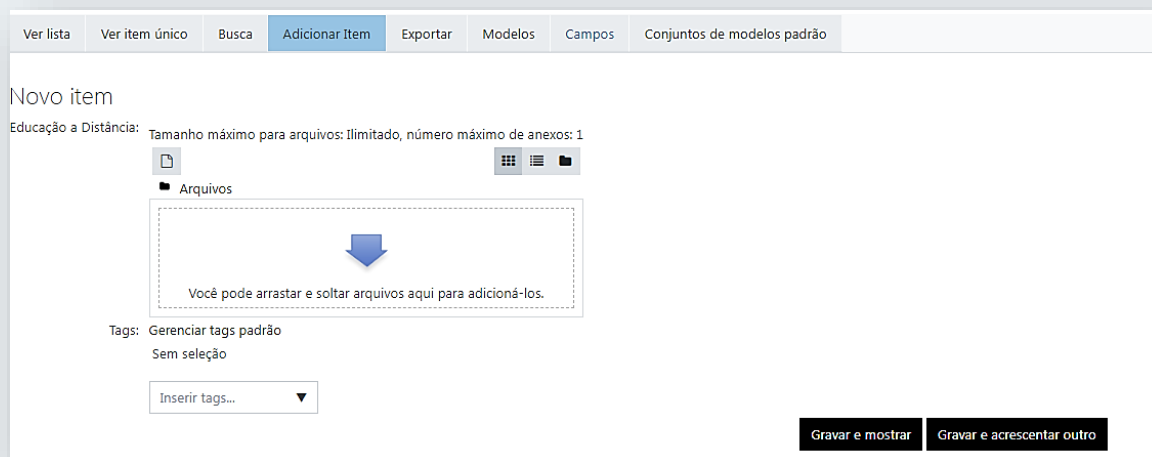 Ver lista Ver item único Busca Adicionar Item Exportar Modelos Campos Conjuntos de modelos padrão
Novo item
Educação a Distância: Tamanho máximo para arquivos: Ilimitado, número máximo de anexos: 1
Arquivos
Você pode arrastar e soltar arquivos aqui para adicioná-los.
Tags: Gerenciar tags padrão
Sem seleção
Inserir tags...
Gravar e mostrar Gravar e acrescentar outro